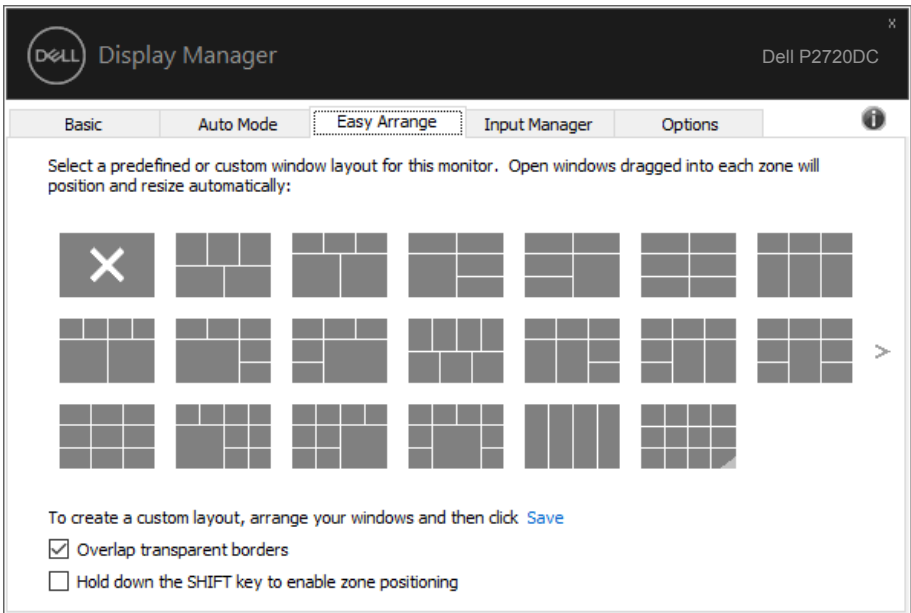 x
DELL Display Manager
Dell P2720DC
Basic Auto Mode Easy Arrange Input Manager Options
Select a predefined or custom window layout for this monitor. Open windows dragged into each zone will
position and resize automatically:
>
To create a custom layout, arrange your windows and then click Save
Overlap transparent borders
Hold down the SHIFT key to enable zone positioning